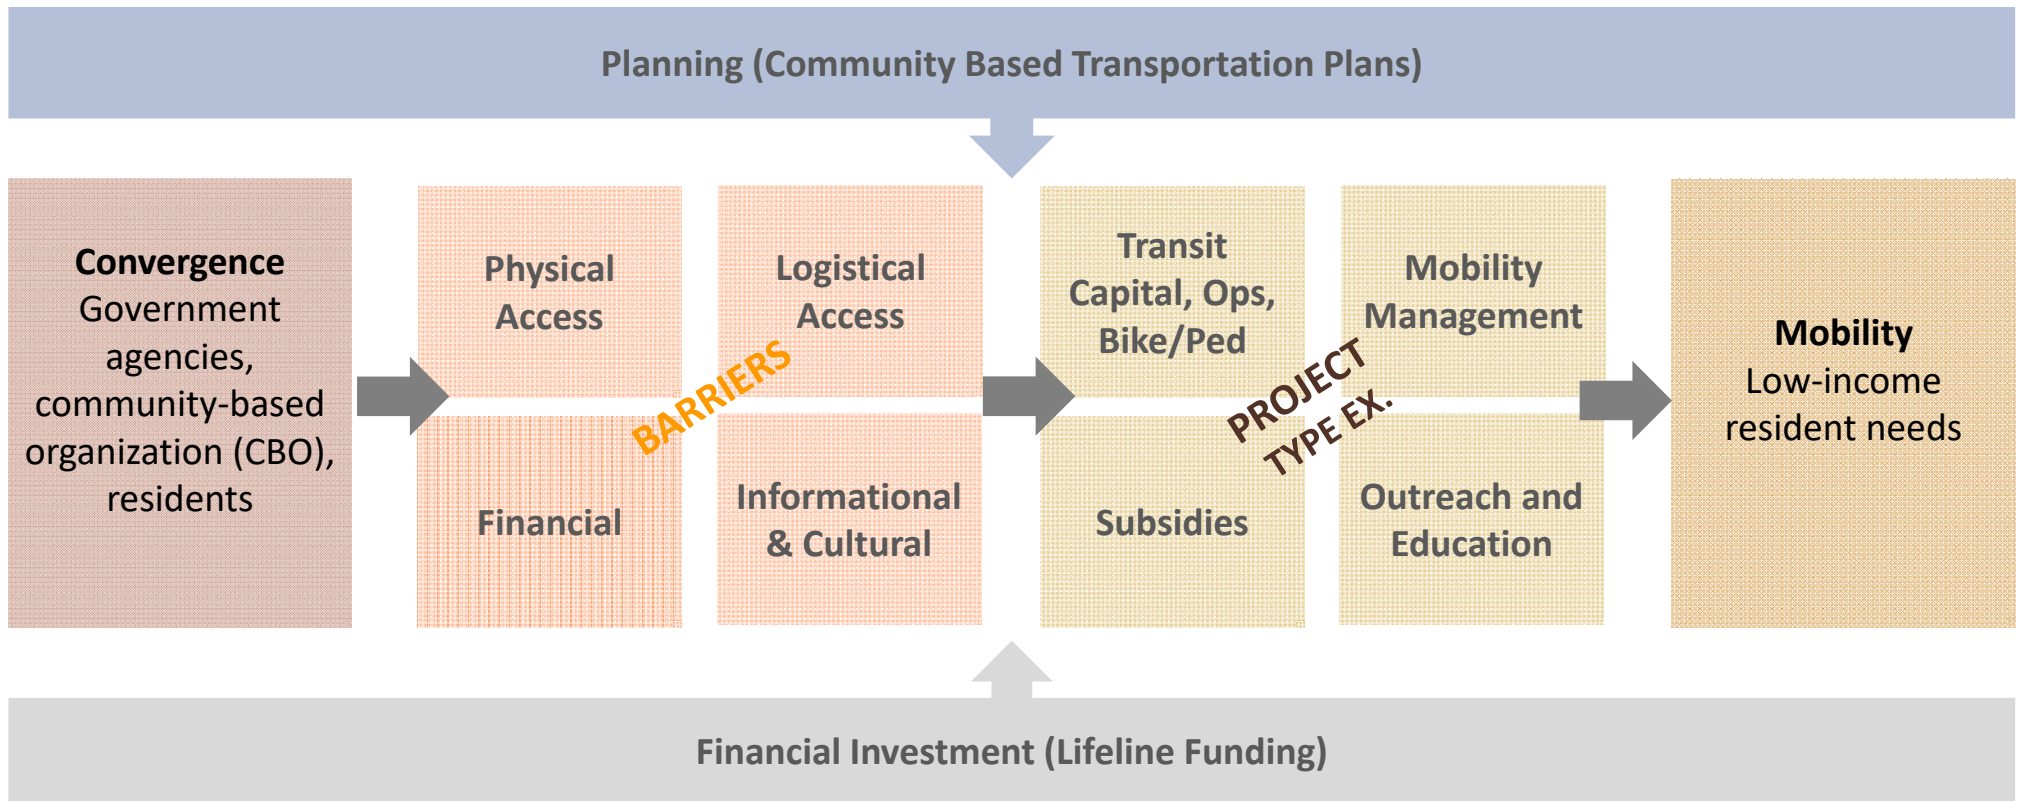 Planning (Community Based Transportation Plans)
Convergence
Government
agencies,
community-based
organization (CBO),
residents
Physical
Access
Logistical
Access
BARRIERS
Financial
Informational
& Cultural
Transit
Capital, Ops,
Bike/Ped
Mobility
Management
PROJECT
TYPE EX.
Subsidies
Outreach and
Education
Mobility
Low-income
resident needs
Financial Investment (Lifeline Funding)